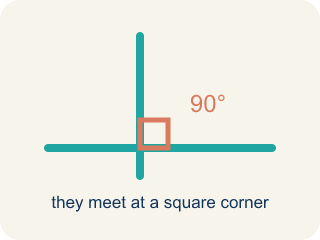 90°
they meet at a square corner